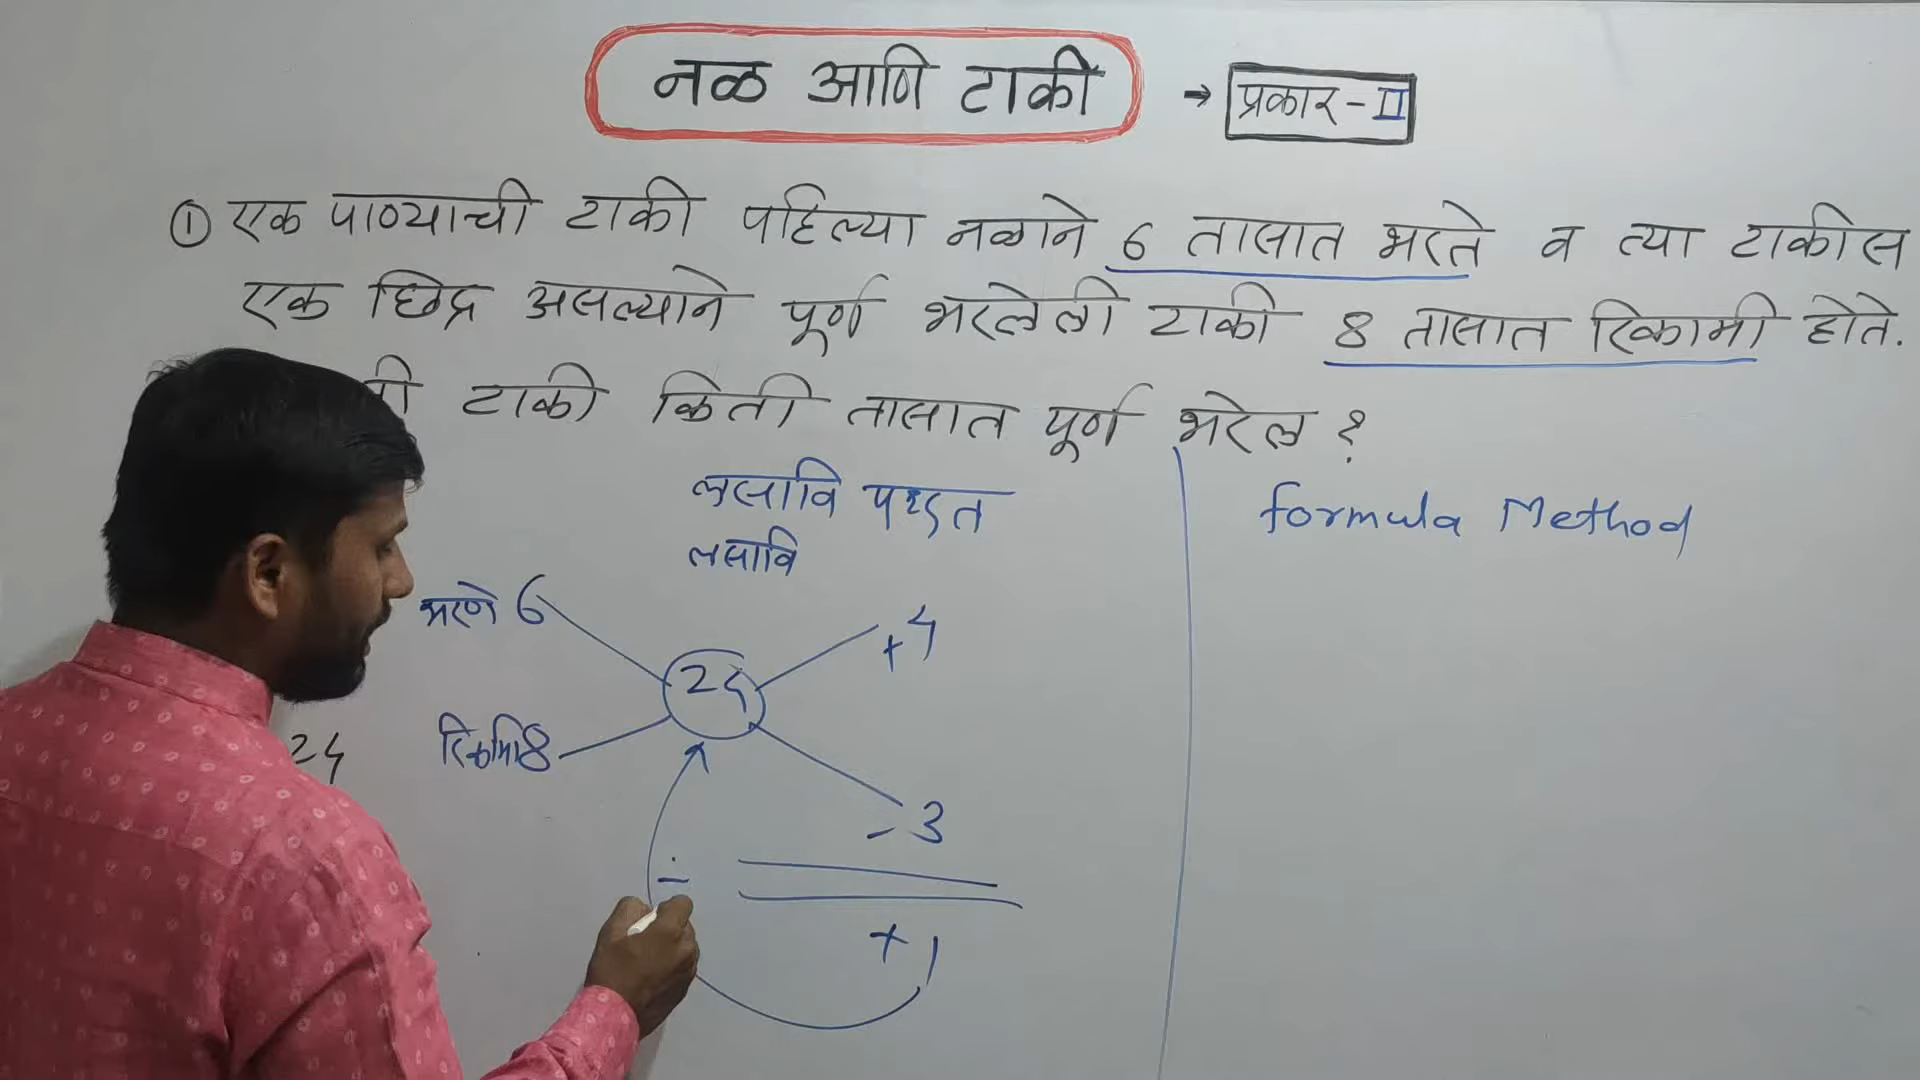 नळ आणि टाकी → प्रकार - II
① एक पाण्याची टाकी पहिल्या नळाने 6 तासात भरते व त्या टाकीस
एक छिद्र असल्याने पूर्ण भरलेली टाकी 8 तासात रिकामी होते.
टाकी किती तासात पूर्ण भरेल ?
लसावि पद्धत
लसावि
भरणे 6
24
+4
रिकामी 8
24
- 3
÷
+1
formula Method